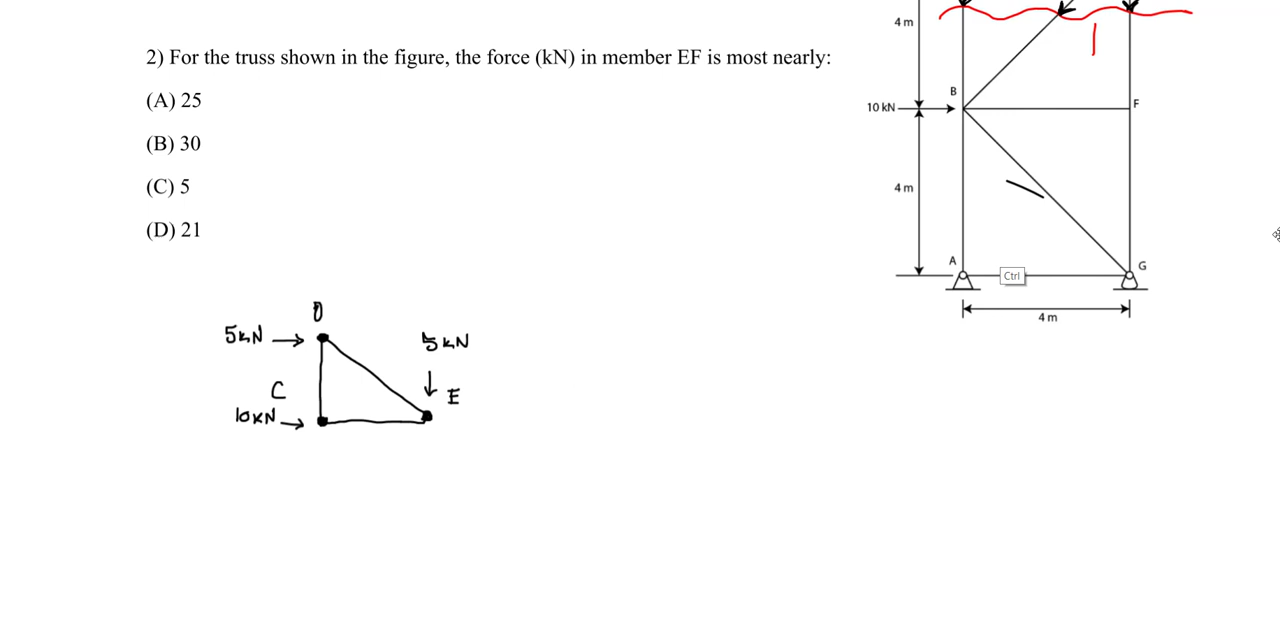 2) For the truss shown in the figure, the force (kN) in member EF is most nearly:
(A) 25
(B) 30
(C) 5
(D) 21
4 m
B
10 kN
F
4 m
A
G
Ctrl
4 m
D
5kN
5kN
C
E
10KN